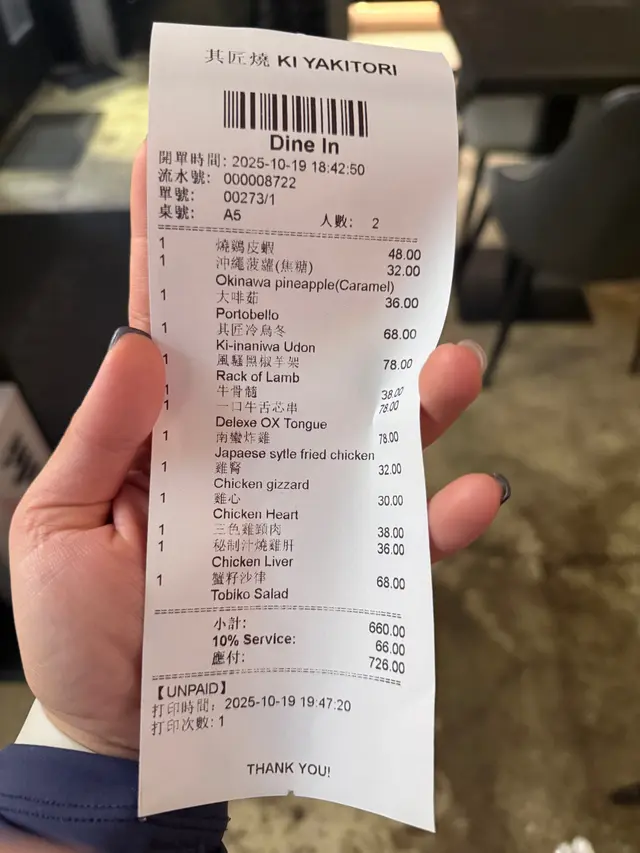 其匠燒 KI YAKITORI
Dine In
開單時間: 2025-10-19 18:42:50
流水號: 000008722
單號: 00273/1
桌號: A5 人數: 2
1 燒鷄皮蝦 48.00
1 沖繩菠蘿(焦糖) 32.00
Okinawa pineapple(Caramel)
1 大啡茹 36.00
Portobello
1 其匠冷烏冬 68.00
Ki-inaniwa Udon
1 風騷黑椒羊架 78.00
Rack of Lamb
1 牛骨髓 38.00
1 一口牛舌芯串 78.00
Delexe OX Tongue
1 南蠻炸雞 78.00
Japaese sytle fried chicken
1 雞腎 32.00
Chicken gizzard
1 雞心 30.00
Chicken Heart
1 三色雞頸肉 38.00
1 秘制汁燒雞肝 36.00
Chicken Liver
1 蟹籽沙律 68.00
Tobiko Salad
小計: 660.00
10% Service: 66.00
應付: 726.00
【UNPAID】
打印時間: 2025-10-19 19:47:20
打印次數: 1
THANK YOU!